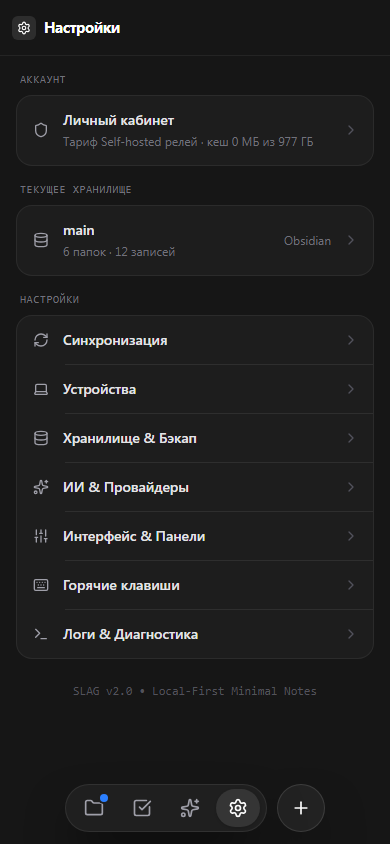 Настройки
АККАУНТ
Личный кабинет
Тариф Self-hosted релей · кеш 0 МБ из 977 ГБ
ТЕКУЩЕЕ ХРАНИЛИЩЕ
main
6 папок · 12 записей
Obsidian
НАСТРОЙКИ
Синхронизация
Устройства
Хранилище & Бэкап
ИИ & Провайдеры
Интерфейс & Панели
Горячие клавиши
Логи & Диагностика
SLAG v2.0 • Local-First Minimal Notes